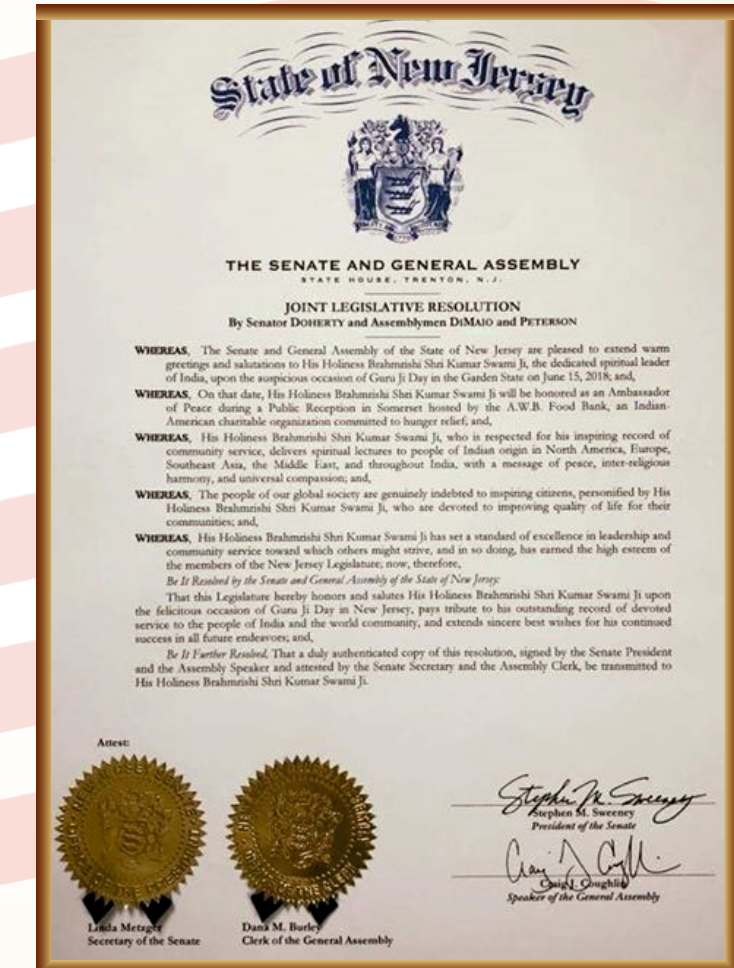 State of New Jersey
THE SENATE AND GENERAL ASSEMBLY
STATE HOUSE, TRENTON, N.J.
JOINT LEGISLATIVE RESOLUTION
By Senator DOHERTY and Assemblymen DIMAIO and PETERSON
WHEREAS, The Senate and General Assembly of the State of New Jersey are pleased to extend warm
greetings and salutations to His Holiness Brahmrishi Shri Kumar Swami Ji, the dedicated spiritual leader
of India, upon the auspicious occasion of Guru Ji Day in the Garden State on June 15, 2018; and,
WHEREAS, On that date, His Holiness Brahmrishi Shri Kumar Swami Ji will be honored as an Ambassador
of Peace during a Public Reception in Somerset hosted by the A.W.B. Food Bank, an Indian-
American charitable organization committed to hunger relief; and,
WHEREAS, His Holiness Brahmrishi Shri Kumar Swami Ji, who is respected for his inspiring record of
community service, delivers spiritual lectures to people of Indian origin in North America, Europe,
Southeast Asia, the Middle East, and throughout India, with a message of peace, inter-religious
harmony, and universal compassion; and,
WHEREAS, The people of our global society are genuinely indebted to inspiring citizens, personified by His
Holiness Brahmrishi Shri Kumar Swami Ji, who are devoted to improving quality of life for their
communities; and,
WHEREAS, His Holiness Brahmrishi Shri Kumar Swami Ji has set a standard of excellence in leadership and
community service toward which others might strive, and in so doing, has earned the high esteem of
the members of the New Jersey Legislature; now, therefore,
Be It Resolved by the Senate and General Assembly of the State of New Jersey:
That this Legislature hereby honors and salutes His Holiness Brahmrishi Shri Kumar Swami Ji upon
the felicitous occasion of Guru Ji Day in New Jersey, pays tribute to his outstanding record of devoted
service to the people of India and the world community, and extends sincere best wishes for his continued
success in all future endeavors; and,
Be It Further Resolved, That a duly authenticated copy of this resolution, signed by the Senate President
and the Assembly Speaker and attested by the Senate Secretary and the Assembly Clerk, be transmitted to
His Holiness Brahmrishi Shri Kumar Swami Ji.
Attest:
Stephen M. Sweeney
Stephen M. Sweeney
President of the Senate
Craig J. Coughlin
Craig J. Coughlin
Speaker of the General Assembly
Linda Metzger
Secretary of the Senate
Dana M. Burley
Clerk of the General Assembly